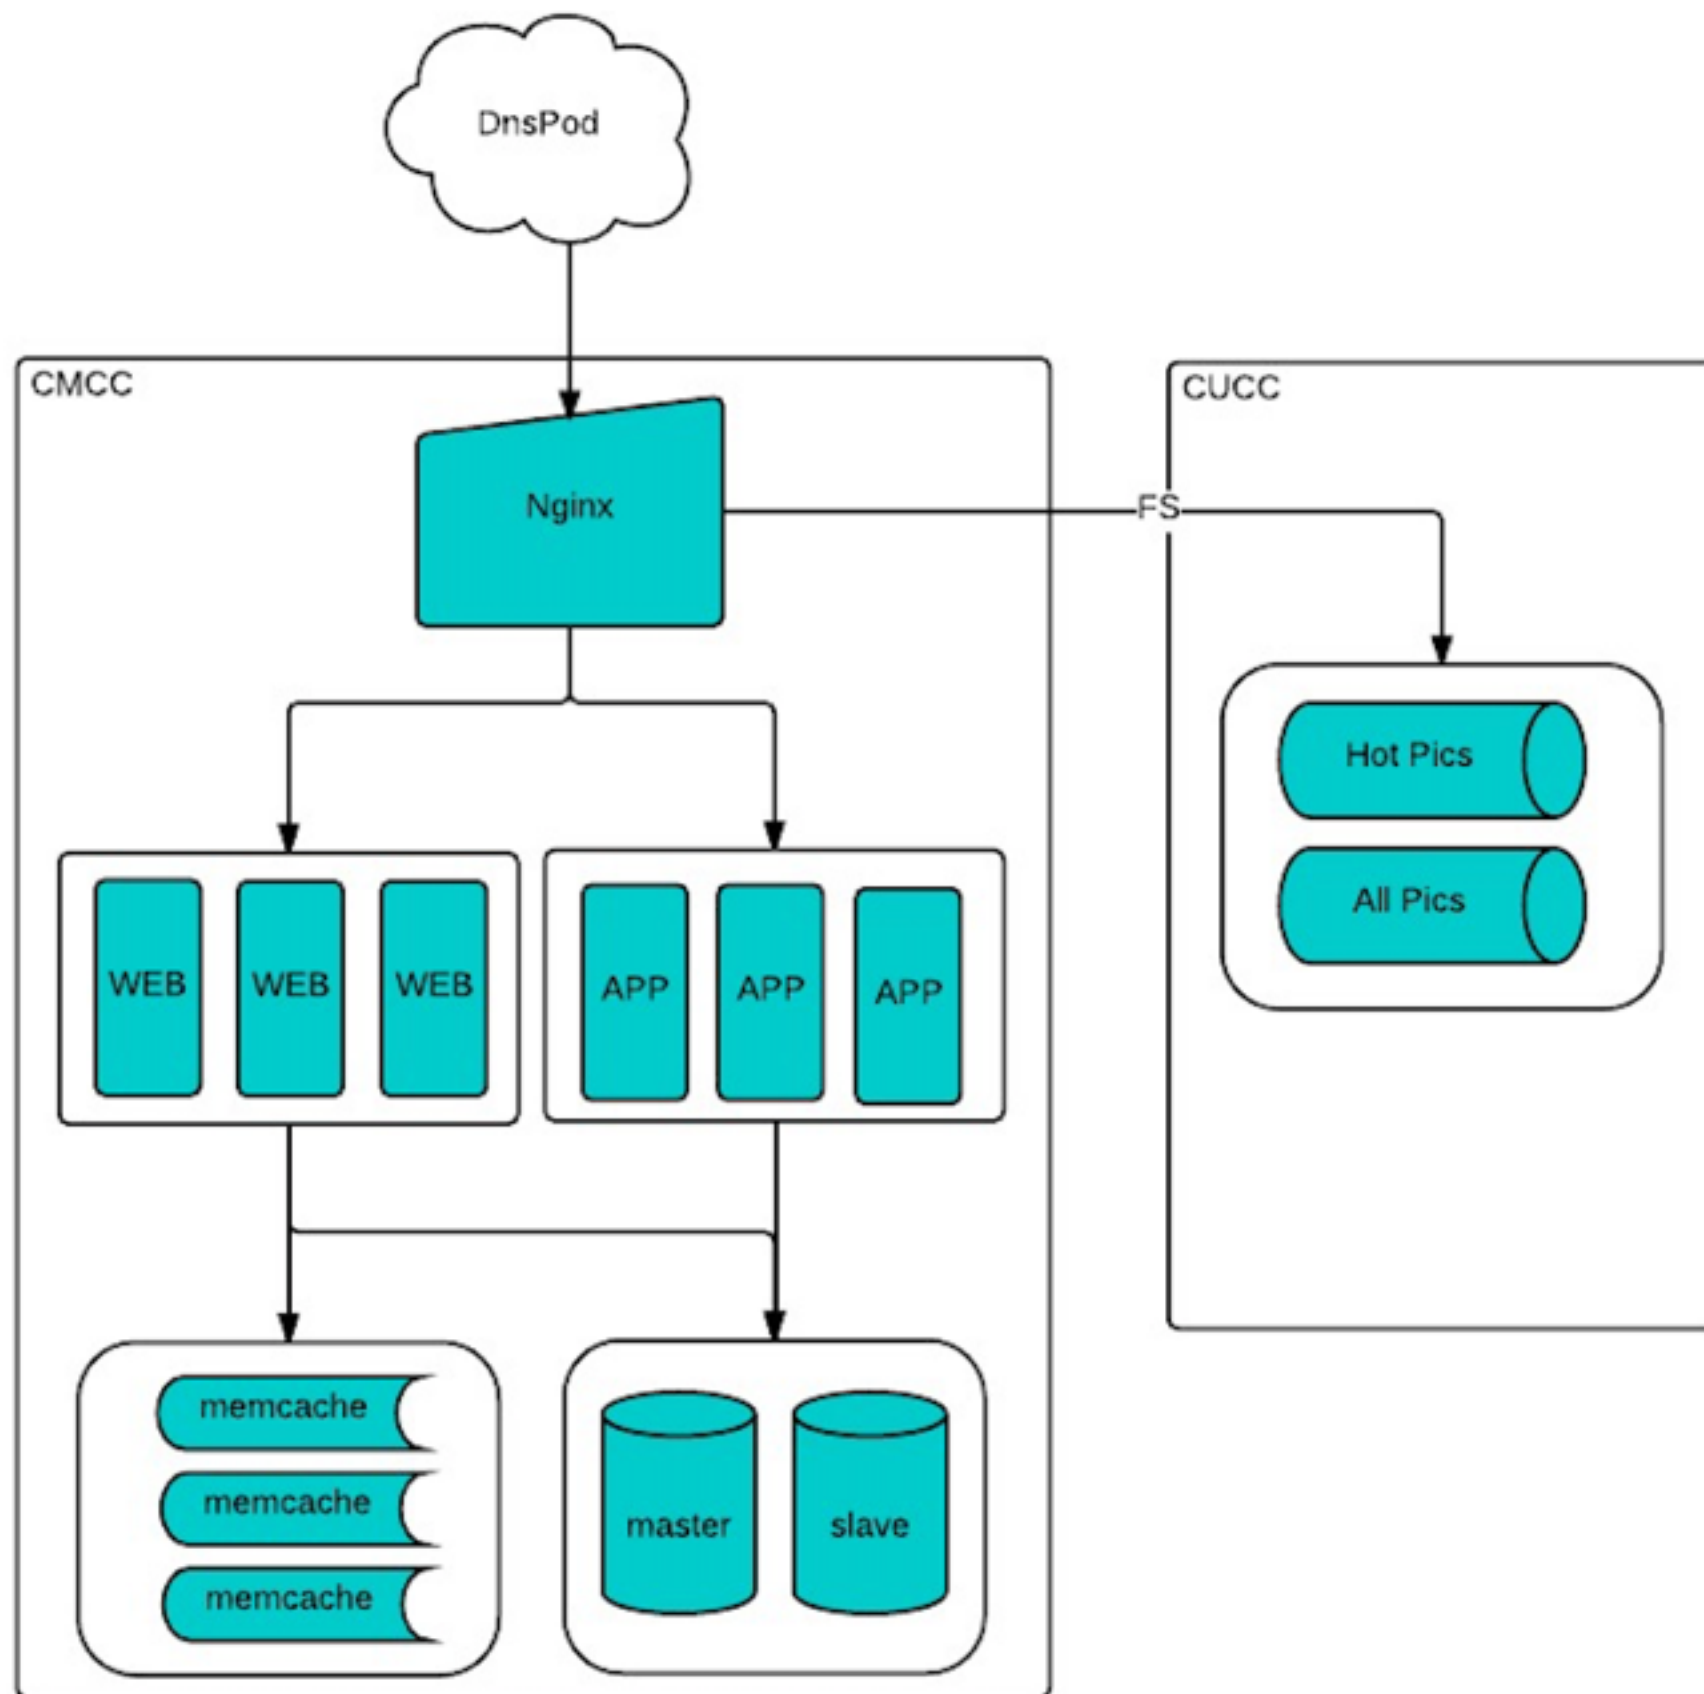 DnsPod
CMCC
CUCC
Nginx
FS
Hot Pics
All Pics
WEB
WEB
WEB
APP
APP
APP
memcache
memcache
memcache
master
slave